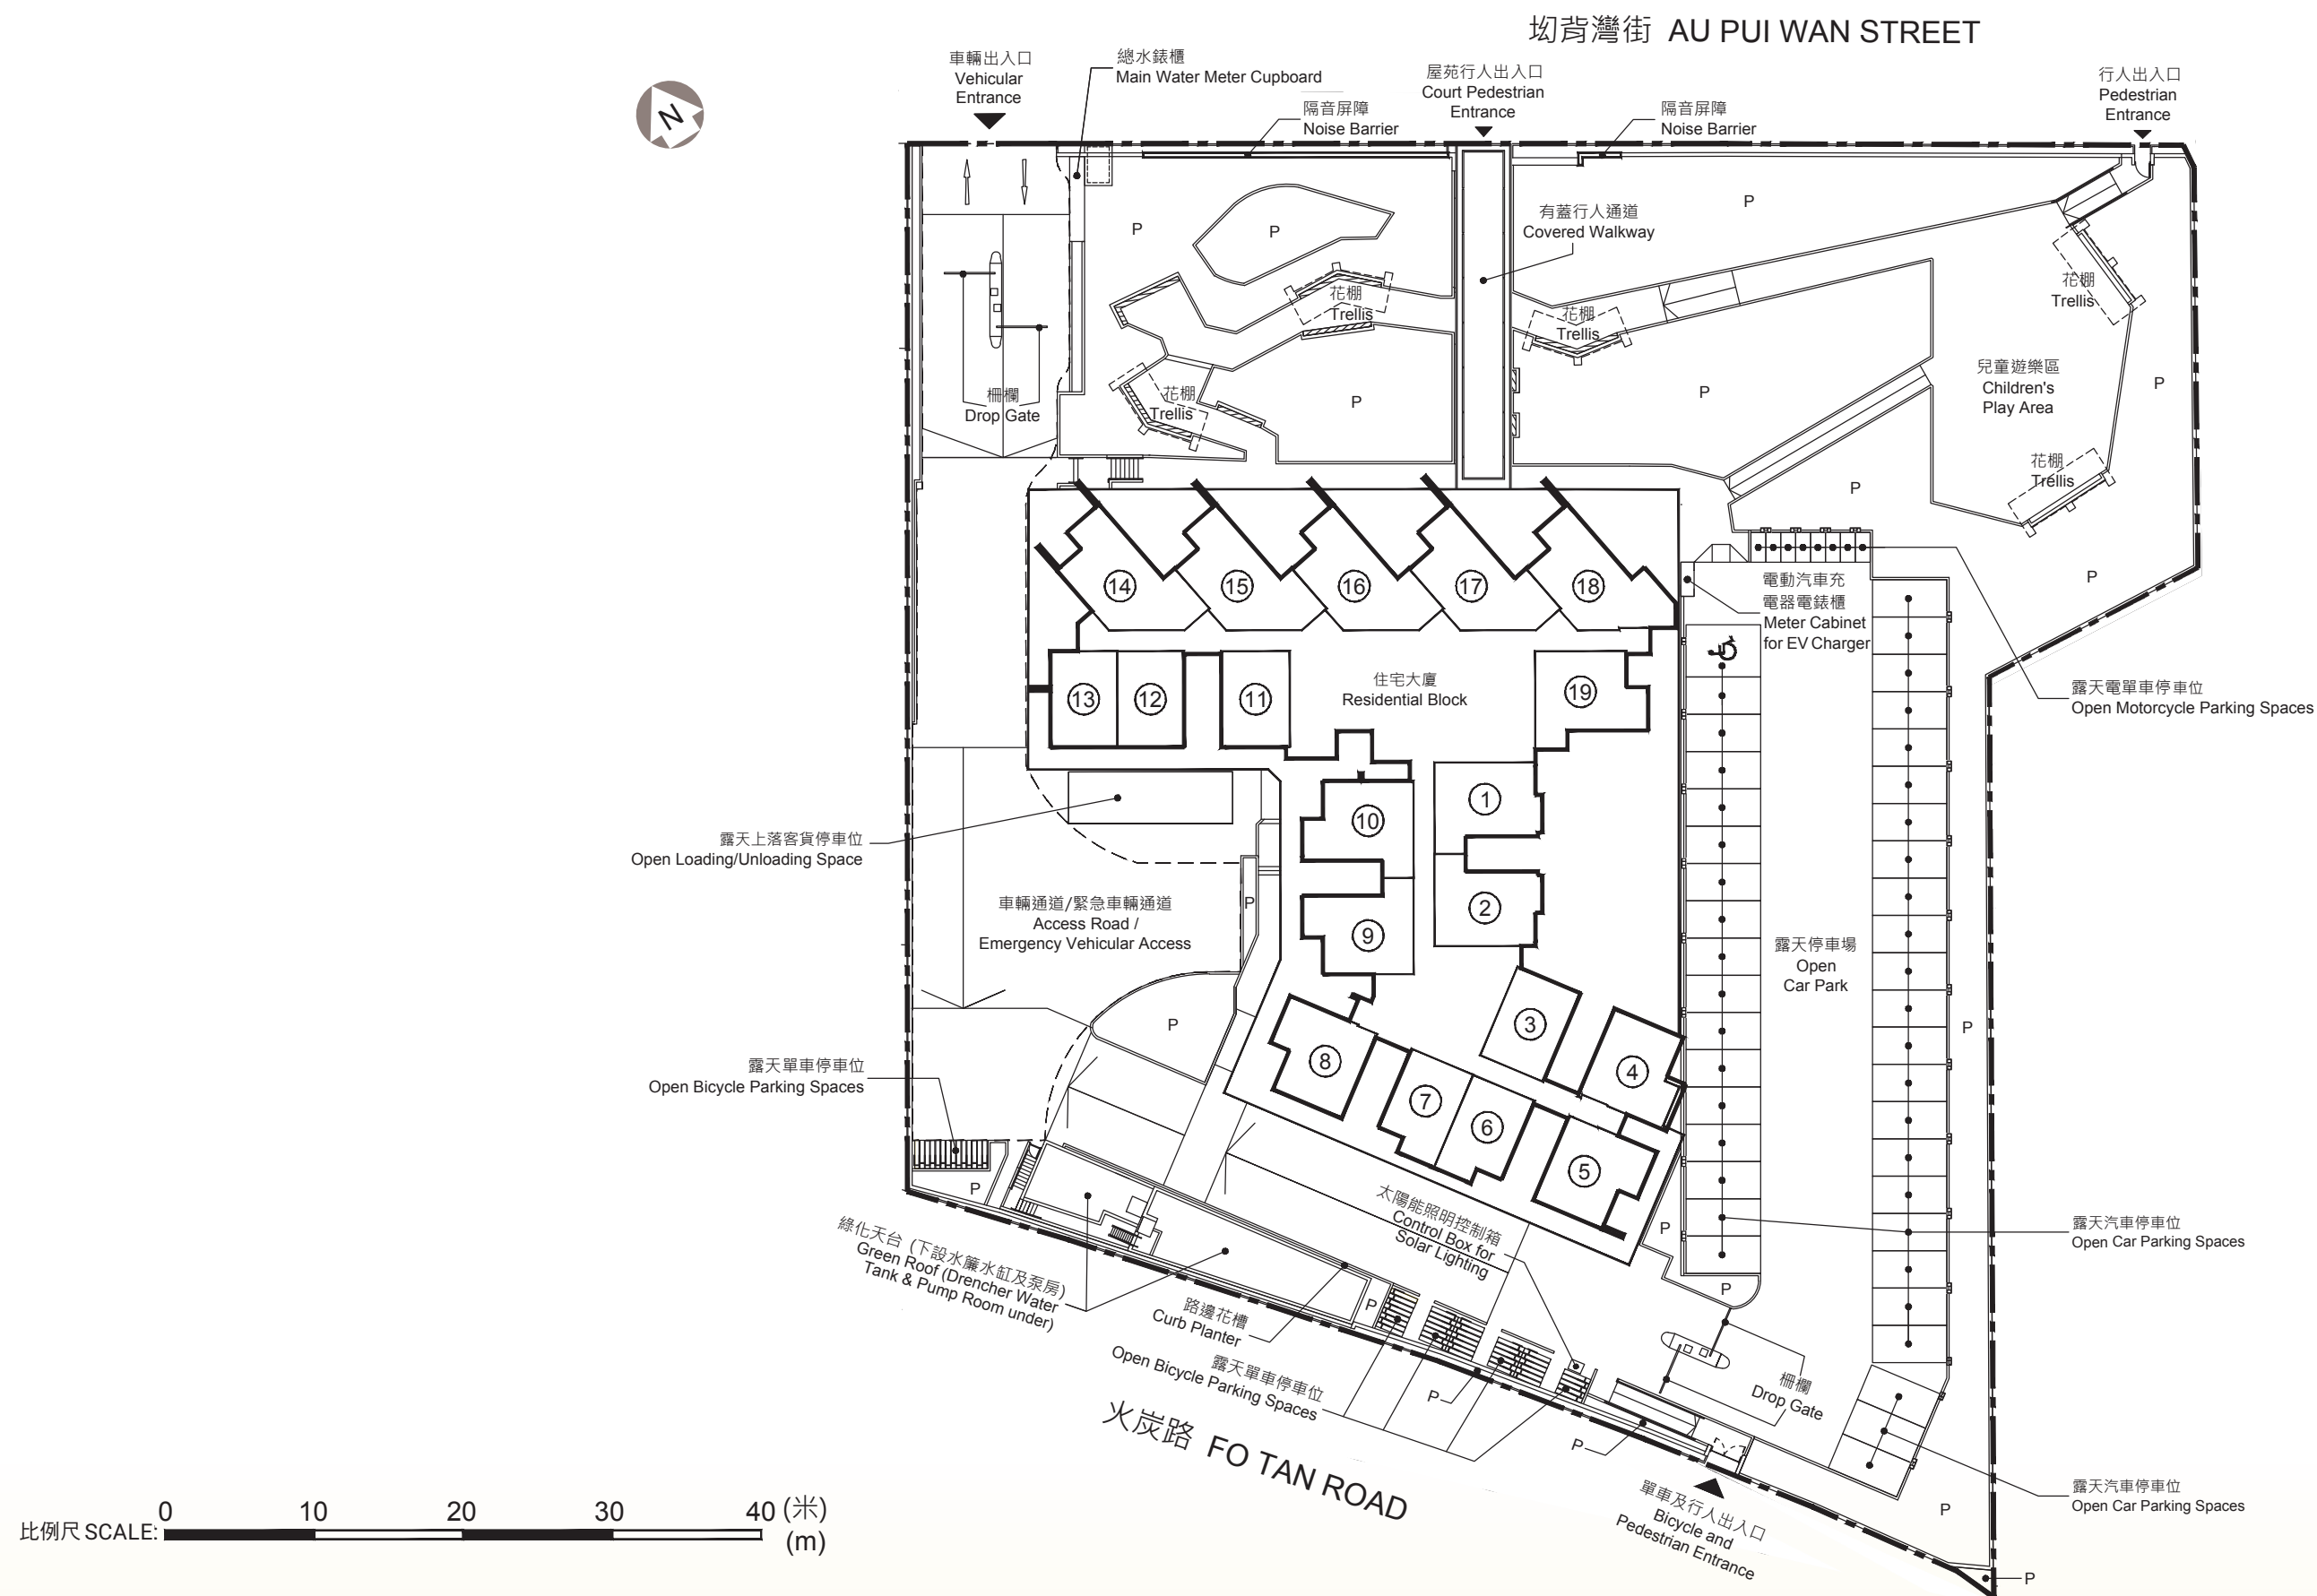 坳背灣街 AU PUI WAN STREET
車輛出入口
Vehicular
Entrance
總水錶櫃
Main Water Meter Cupboard
隔音屏障
Noise Barrier
屋苑行人出入口
Court Pedestrian
Entrance
隔音屏障
Noise Barrier
行人出入口
Pedestrian
Entrance
N
P
P
P
有蓋行人通道
Covered Walkway
花棚
Trellis
花棚
Trellis
花棚
Trellis
柵欄
Drop Gate
花棚
Trellis
P
P
兒童遊樂區
Children's
Play Area
P
花棚
Trellis
P
P
14
15
16
17
18
電動汽車充
電器電錶櫃
Meter Cabinet
for EV Charger
13
12
11
住宅大廈
Residential Block
19
露天電單車停車位
Open Motorcycle Parking Spaces
露天上落客貨停車位
Open Loading/Unloading Space
10
1
車輛通道/緊急車輛通道
Access Road /
Emergency Vehicular Access
P
9
2
露天停車場
Open
Car Park
P
P
3
8
4
7
6
5
露天單車停車位
Open Bicycle Parking Spaces
P
P
太陽能照明控制箱
Control Box for
Solar Lighting
露天汽車停車位
Open Car Parking Spaces
綠化天台 (下設水簾水缸及泵房)
Green Roof (Drencher Water
Tank & Pump Room under)
P
P
路邊花槽
Curb Planter
露天單車停車位
Open Bicycle Parking Spaces
P
柵欄
Drop Gate
P
火炭路 FO TAN ROAD
單車及行人出入口
Bicycle and
Pedestrian Entrance
露天汽車停車位
Open Car Parking Spaces
P
P
比例尺 SCALE:
0 10 20 30 40 (米)
(m)